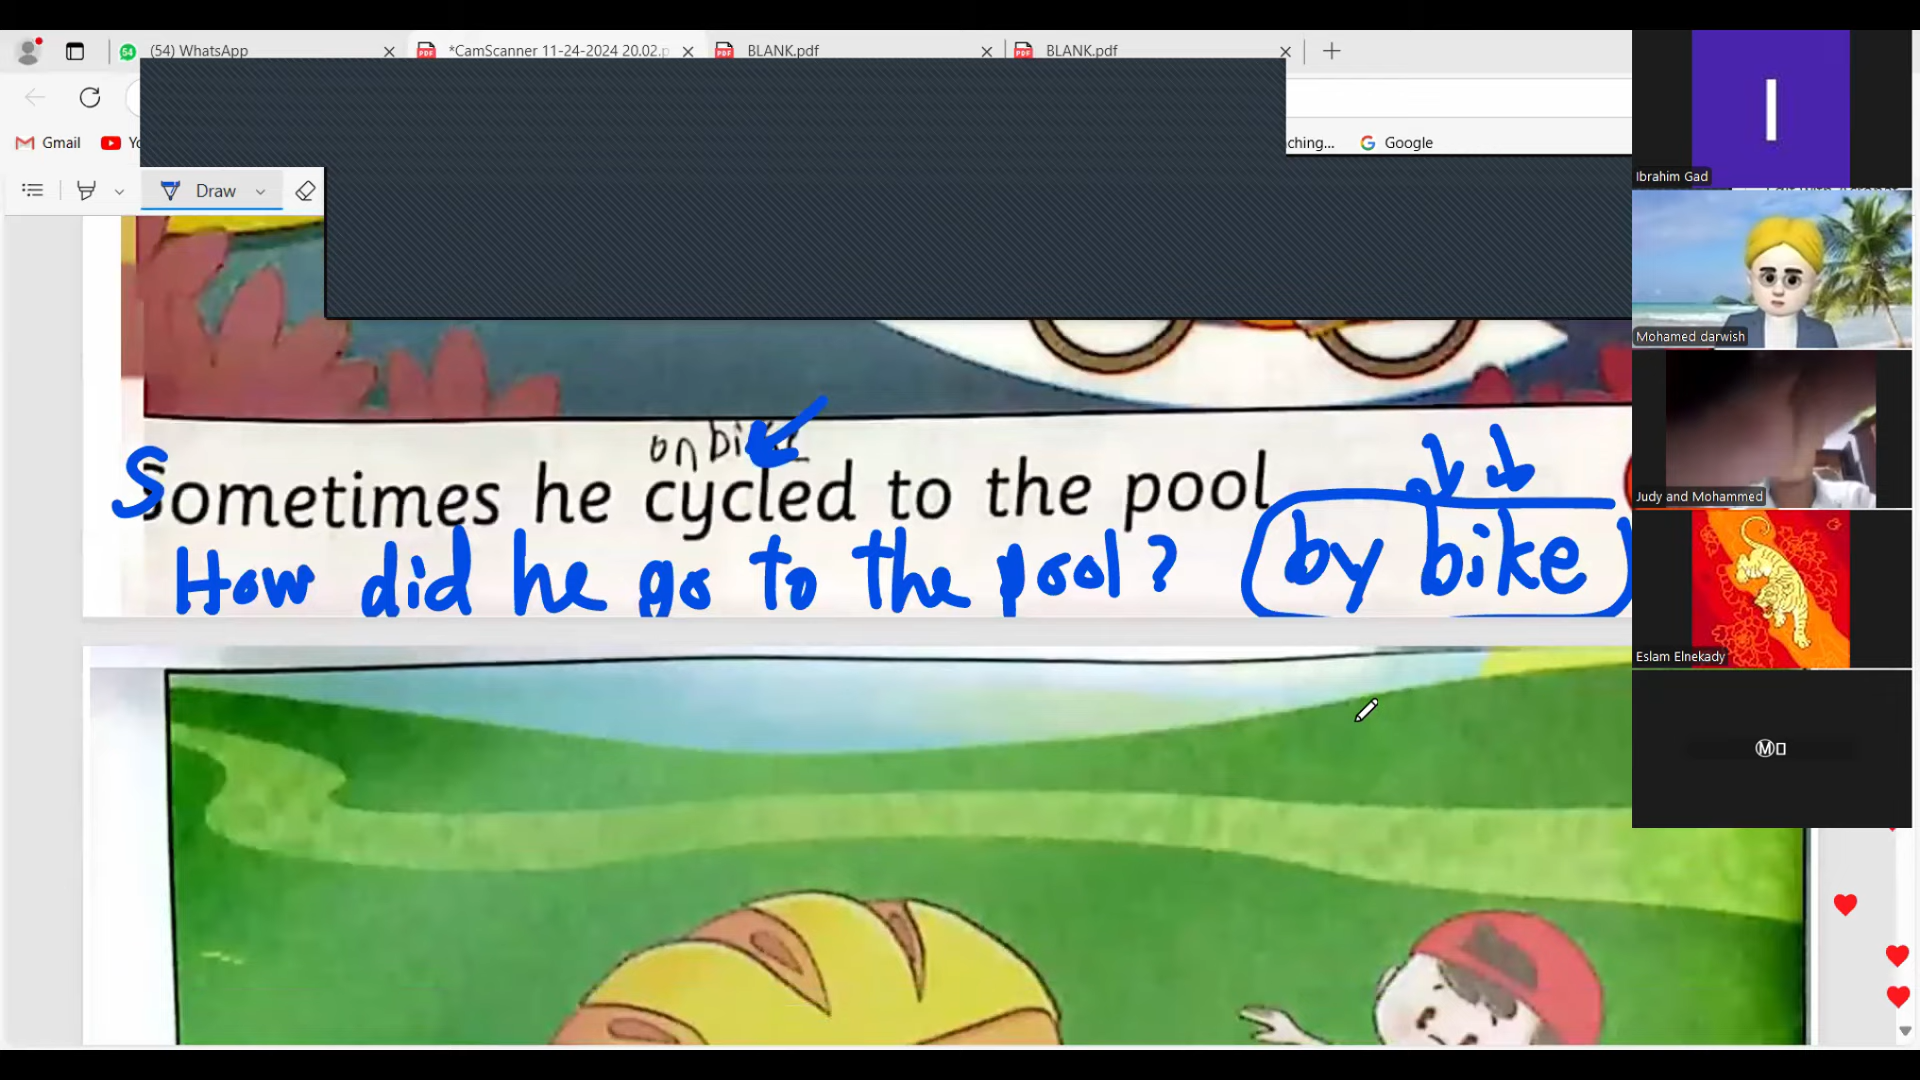 (54) WhatsApp
*CamScanner 11-24-2024 20.02.p
BLANK.pdf
BLANK.pdf
Gmail
ching...
Google
Draw
Ibrahim Gad
Mohamed darwish
Judy and Mohammed
Eslam Elnekady
on bike
Sometimes he cycled to the pool
How did he go to the pool? by bike